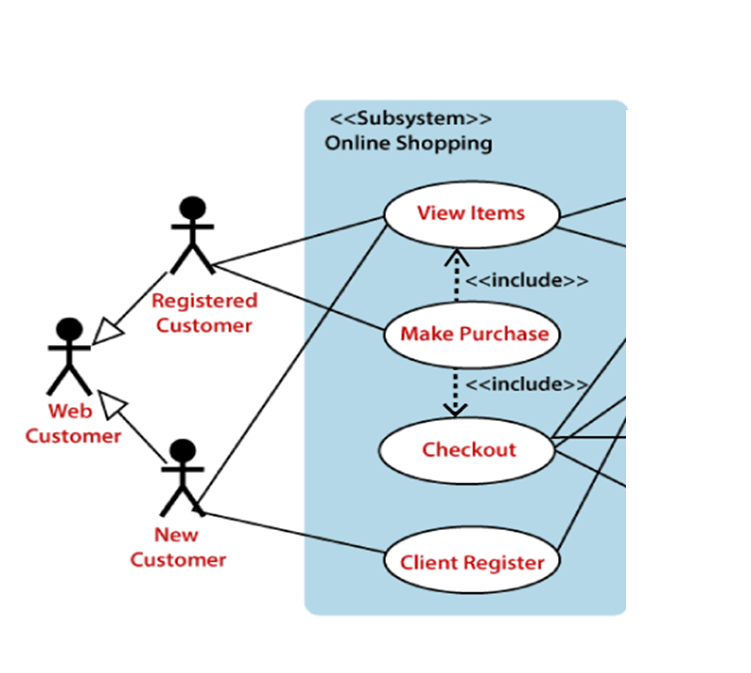 <<Subsystem>>
Online Shopping
View Items
<<include>>
Registered
Customer
Make Purchase
<<include>>
Web
Customer
Checkout
New
Customer
Client Register